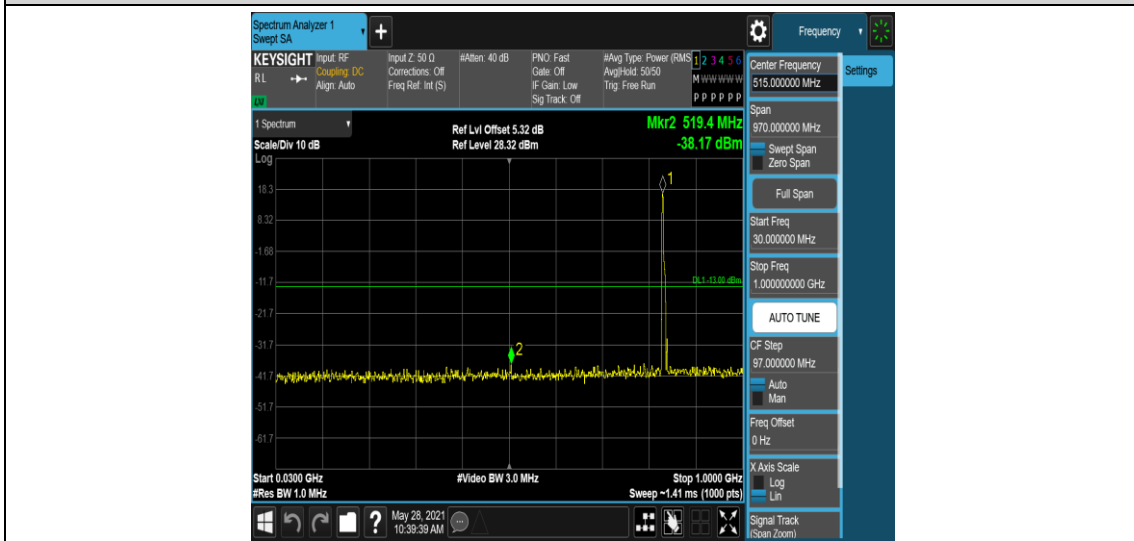 Spectrum Analyzer 1
Swept SA
+
Frequency
KEYSIGHT
RL
Input: RF
Coupling: DC
Align: Auto
Input Z: 50 Ω
Corrections: Off
Freq Ref: Int (S)
#Atten: 40 dB
PNO: Fast
Gate: Off
IF Gain: Low
Sig Track: Off
#Avg Type: Power (RMS
Avg|Hold: 50/50
Trig: Free Run
1 2 3 4 5 6
M W W W W W
P P P P P P
1 Spectrum
Scale/Div 10 dB
Ref Lvl Offset 5.32 dB
Ref Level 28.32 dBm
Mkr2 519.4 MHz
-38.17 dBm
Log
18.3
8.32
-1.68
-11.7
-21.7
-31.7
-41.7
-51.7
-61.7
1
DL1 -13.00 dBm
2
Start 0.0300 GHz
#Res BW 1.0 MHz
#Video BW 3.0 MHz
Stop 1.0000 GHz
Sweep ~1.41 ms (1000 pts)
?
May 28, 2021
10:39:39 AM
Center Frequency
515.000000 MHz
Settings
Span
970.000000 MHz
Swept Span
Zero Span
Full Span
Start Freq
30.000000 MHz
Stop Freq
1.000000000 GHz
AUTO TUNE
CF Step
97.000000 MHz
Auto
Man
Freq Offset
0 Hz
X Axis Scale
Log
Lin
Signal Track
(Span Zoom)